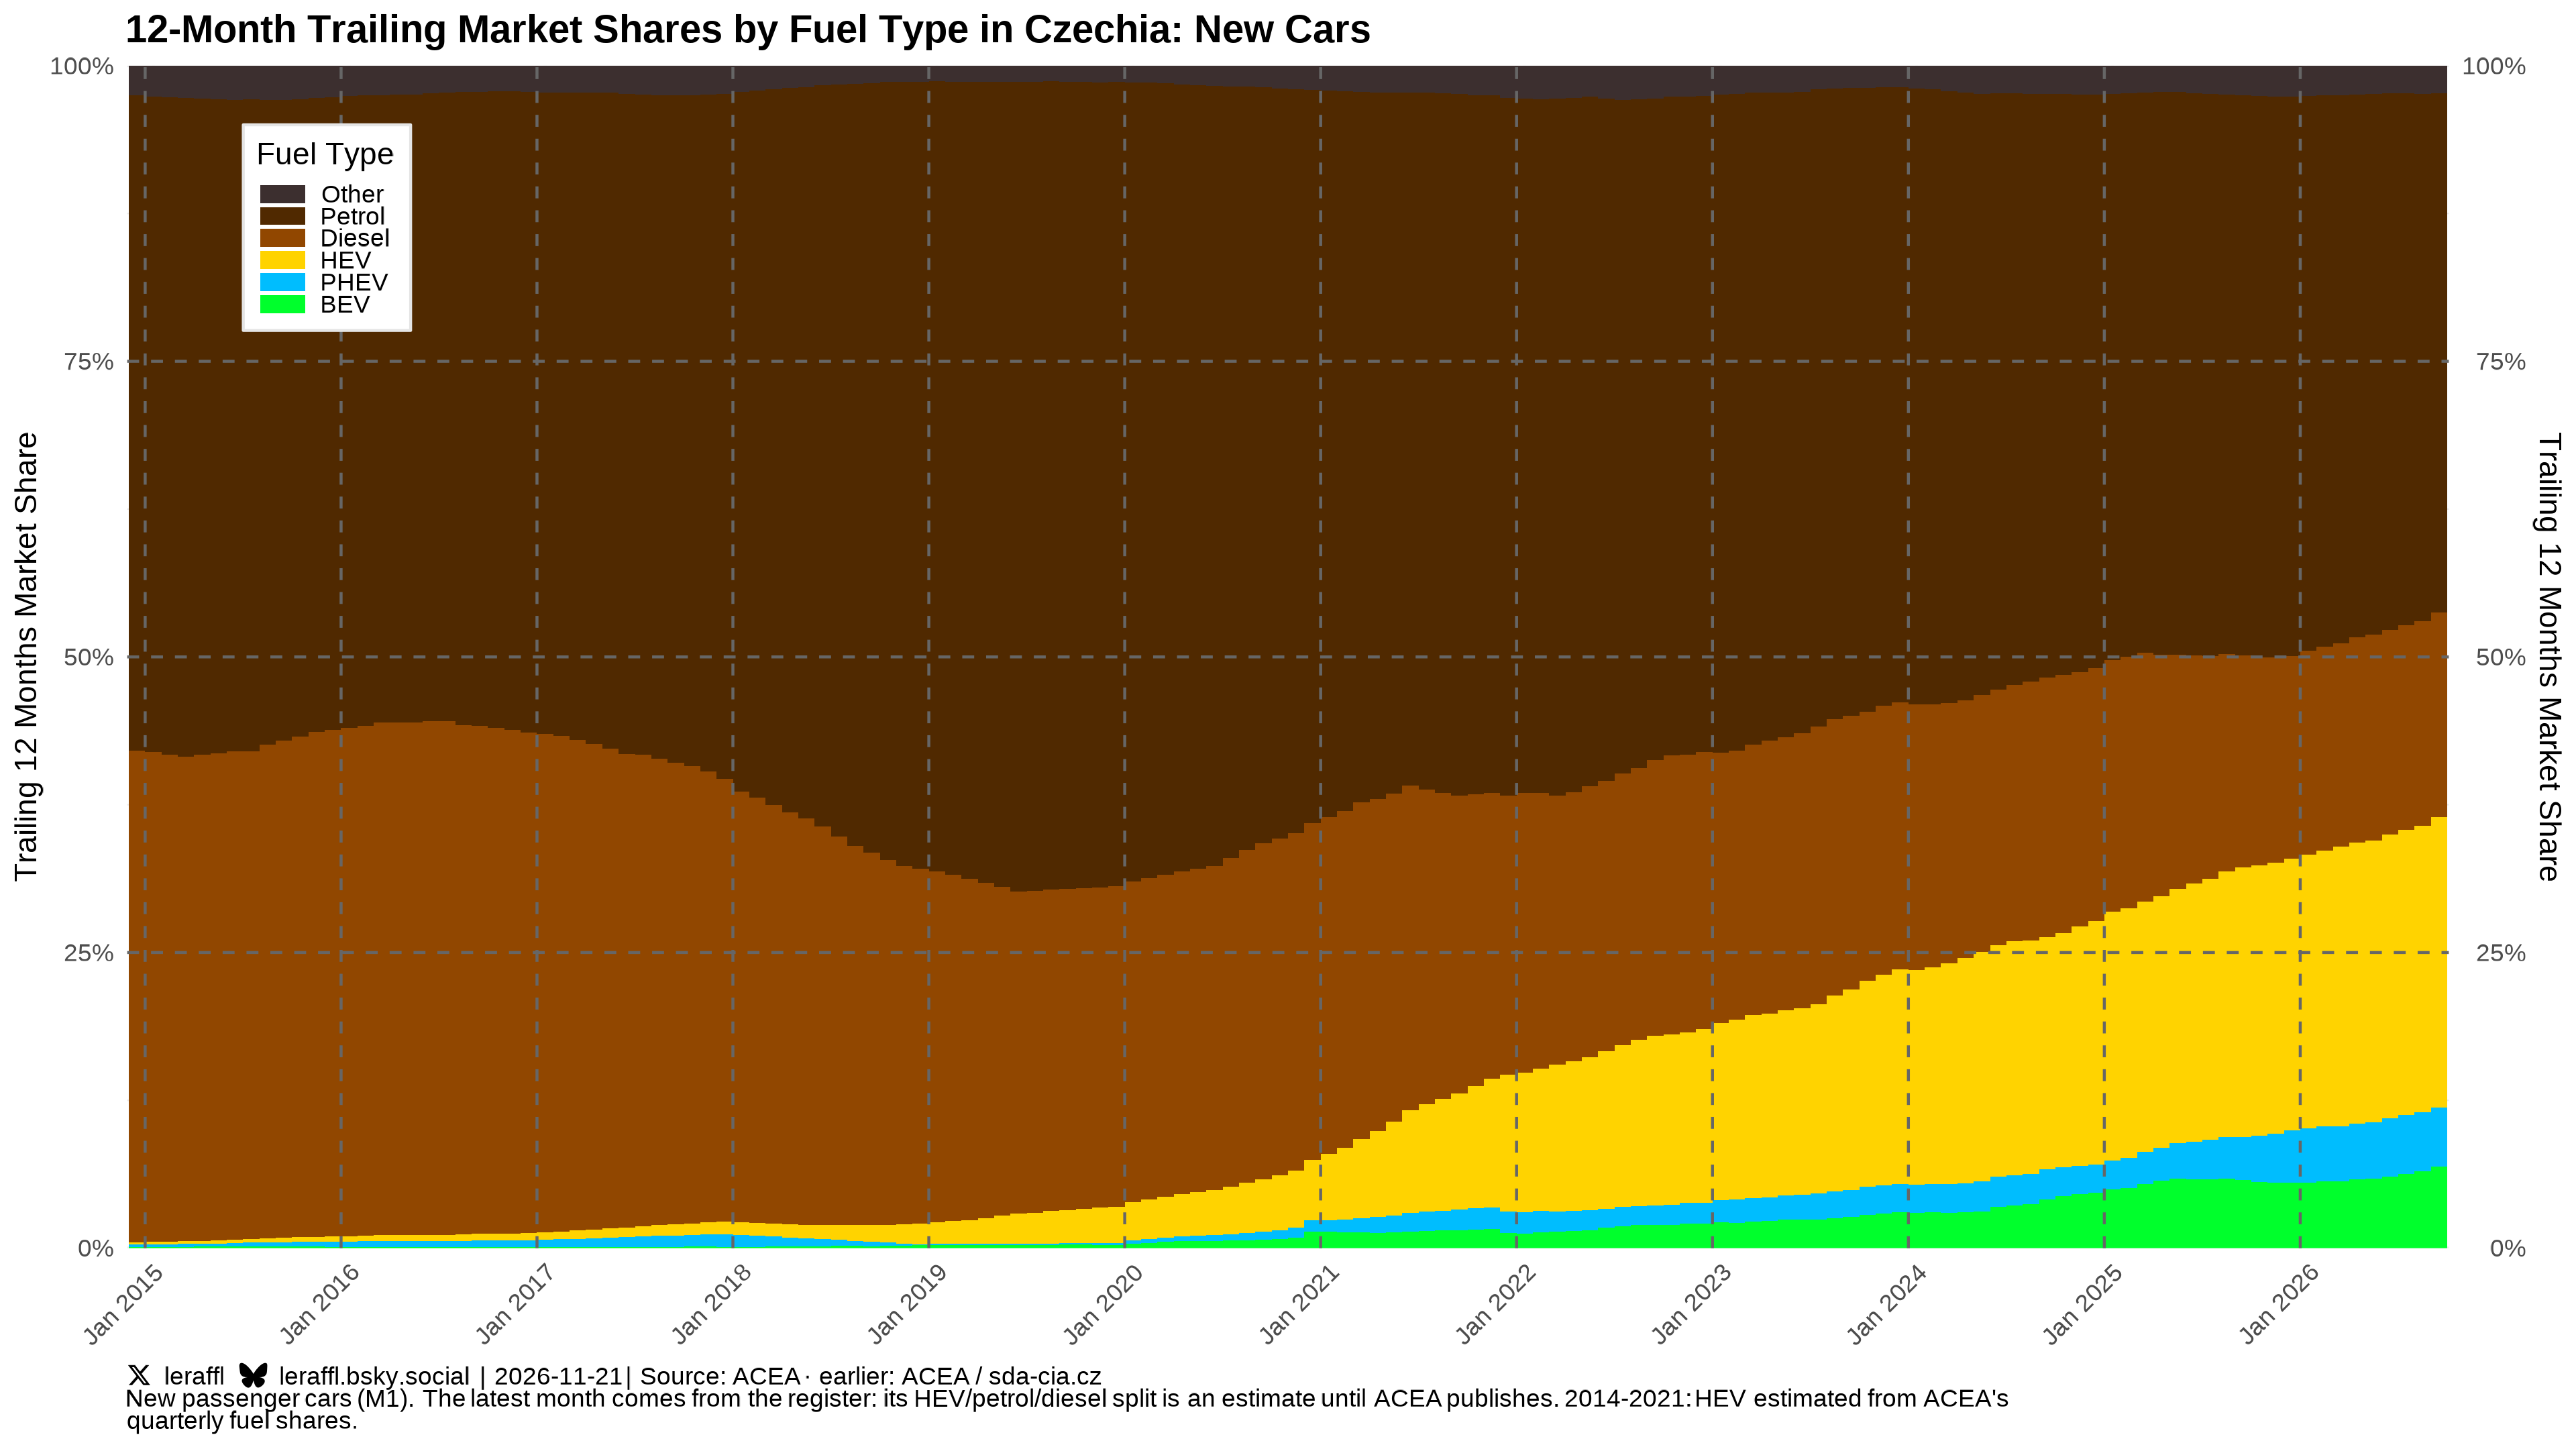 12-Month Trailing Market Shares by Fuel Type in Czechia: New Cars
100%
100%
Fuel Type
Other
Petrol
Diesel
HEV
PHEV
BEV
75%
75%
Trailing 12 Months Market Share
Trailing 12 Months Market Share
50%
50%
25%
25%
0%
0%
Jan 2015
Jan 2016
Jan 2017
Jan 2018
Jan 2019
Jan 2020
Jan 2021
Jan 2022
Jan 2023
Jan 2024
Jan 2025
Jan 2026
leraffl leraffl.bsky.social | 2026-11-21| Source: ACEA · earlier: ACEA / sda-cia.cz
New passenger cars (M1). The latest month comes from the register: its HEV/petrol/diesel split is an estimate until ACEA publishes. 2014-2021: HEV estimated from ACEA's
quarterly fuel shares.